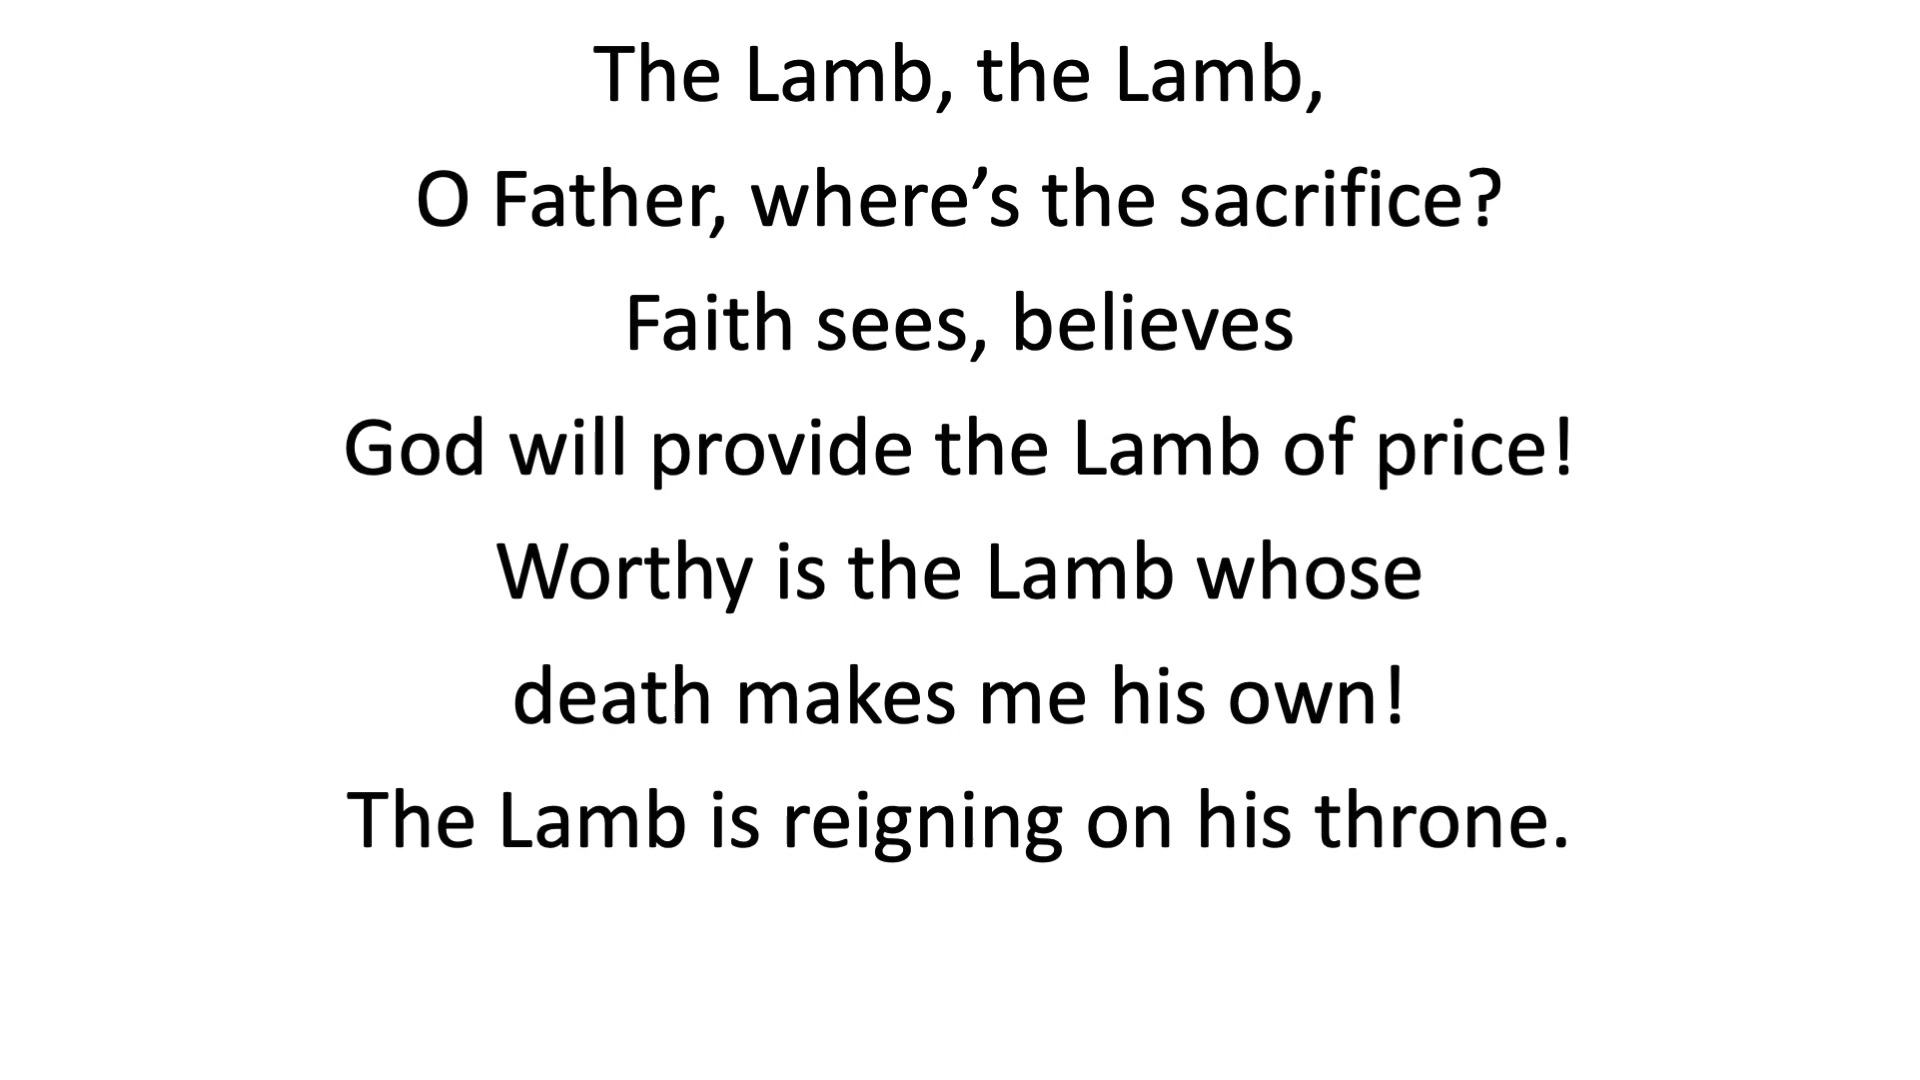 The Lamb, the Lamb,
O Father, where’s the sacrifice?
Faith sees, believes
God will provide the Lamb of price!
Worthy is the Lamb whose
death makes me his own!
The Lamb is reigning on his throne.